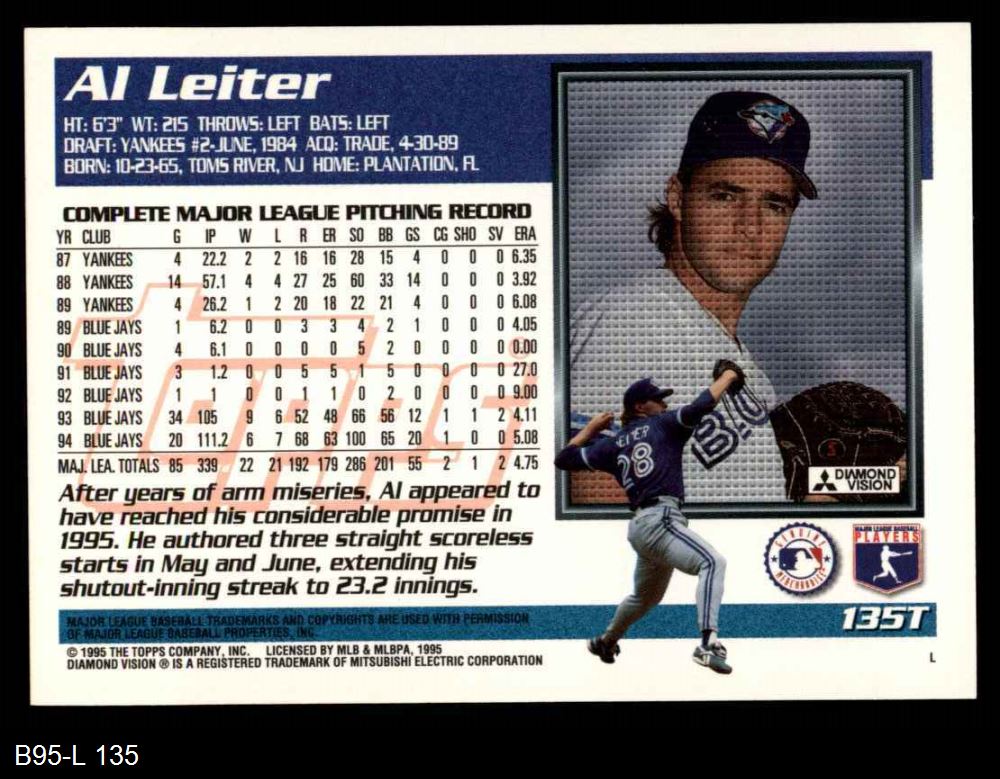 Al Leiter
HT: 6'3" WT: 215 THROWS: LEFT BATS: LEFT
DRAFT: YANKEES #2-JUNE, 1984 ACQ: TRADE, 4-30-89
BORN: 10-23-65, TOMS RIVER, NJ HOME: PLANTATION, FL
COMPLETE MAJOR LEAGUE PITCHING RECORD
YR CLUB G IP W L R ER SO BB GS CG SHO SV ERA
87 YANKEES 4 22.2 2 2 16 16 28 15 4 0 0 0 6.35
88 YANKEES 14 57.1 4 4 27 25 60 33 14 0 0 0 3.92
89 YANKEES 4 26.2 1 2 20 18 22 21 4 0 0 0 6.08
89 BLUE JAYS 1 6.2 0 0 3 3 4 2 1 0 0 0 4.05
90 BLUE JAYS 4 6.1 0 0 0 0 5 2 0 0 0 0 0.00
91 BLUE JAYS 3 1.2 0 0 5 5 1 5 0 0 0 0 27.0
92 BLUE JAYS 1 1 0 0 1 1 0 2 0 0 0 0 9.00
93 BLUE JAYS 34 105 9 6 52 48 66 56 12 1 1 2 4.11
94 BLUE JAYS 20 111.2 6 7 68 63 100 65 20 1 0 0 5.08
MAJ. LEA. TOTALS 85 339 22 21 192 179 286 201 55 2 1 2 4.75
Topps
After years of arm miseries, Al appeared to
have reached his considerable promise in
1995. He authored three straight scoreless
starts in May and June, extending his
shutout-inning streak to 23.2 innings.
LEITER
28
DIAMOND
VISION
GENUINE
MERCHANDISE
MAJOR LEAGUE BASEBALL
PLAYERS
135T
MAJOR LEAGUE BASEBALL TRADEMARKS AND COPYRIGHTS ARE USED WITH PERMISSION
OF MAJOR LEAGUE BASEBALL PROPERTIES, INC.
© 1995 THE TOPPS COMPANY, INC. LICENSED BY MLB & MLBPA, 1995
DIAMOND VISION ® IS A REGISTERED TRADEMARK OF MITSUBISHI ELECTRIC CORPORATION
L
B95-L 135